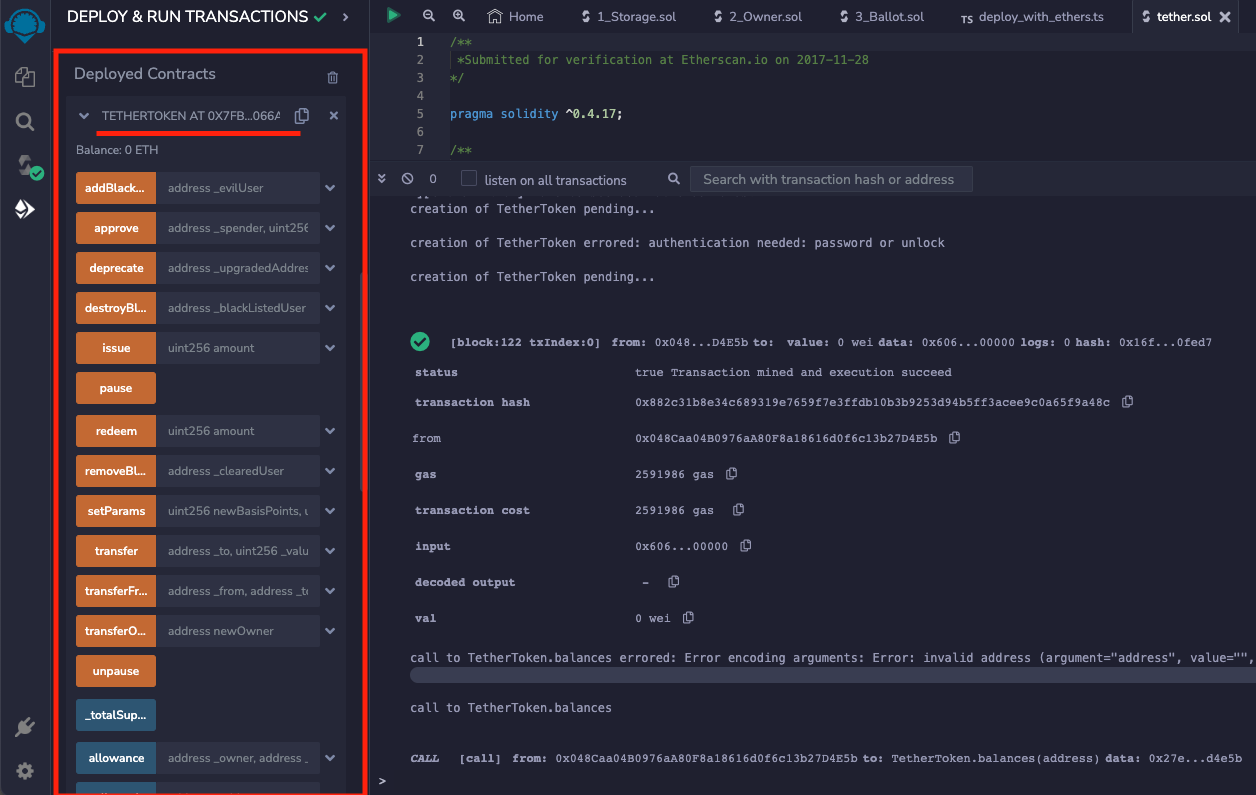 DEPLOY & RUN TRANSACTIONS
Deployed Contracts
TETHERTOKEN AT 0X7FB...066A
Balance: 0 ETH
addBlack... address _evilUser
approve address _spender, uint256
deprecate address _upgradedAddres
destroyBl... address _blackListedUser
issue uint256 amount
pause
redeem uint256 amount
removeBl... address _clearedUser
setParams uint256 newBasisPoints, u
transfer address _to, uint256 _valu
transferFr... address _from, address _to
transferO... address newOwner
unpause
_totalSup...
allowance address _owner, address _
Home 1_Storage.sol 2_Owner.sol 3_Ballot.sol TS deploy_with_ethers.ts tether.sol
1 /**
2 *Submitted for verification at Etherscan.io on 2017-11-28
3 */
4
5 pragma solidity ^0.4.17;
6
7 /**
0 listen on all transactions Search with transaction hash or address
creation of TetherToken pending...
creation of TetherToken errored: authentication needed: password or unlock
creation of TetherToken pending...
[block:122 txIndex:0] from: 0x048...D4E5b to: value: 0 wei data: 0x606...00000 logs: 0 hash: 0x16f...0fed7
status true Transaction mined and execution succeed
transaction hash 0x882c31b8e34c689319e7659f7e3ffdb10b3b9253d94b5ff3acee9c0a65f9a48c
from 0x048Caa04B0976aA80F8a18616d0f6c13b27D4E5b
gas 2591986 gas
transaction cost 2591986 gas
input 0x606...00000
decoded output -
val 0 wei
call to TetherToken.balances errored: Error encoding arguments: Error: invalid address (argument="address", value="",
call to TetherToken.balances
CALL [call] from: 0x048Caa04B0976aA80F8a18616d0f6c13b27D4E5b to: TetherToken.balances(address) data: 0x27e...d4e5b
>